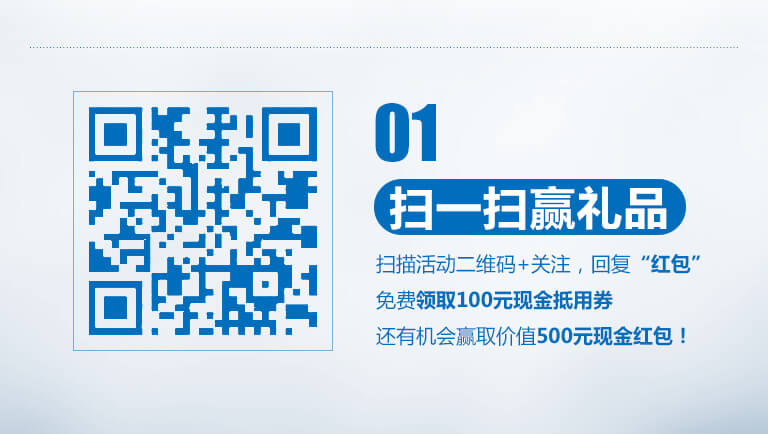 01
扫一扫赢礼品
扫描活动二维码+关注，回复“红包”
免费领取100元现金抵用券
还有机会赢取价值500元现金红包！